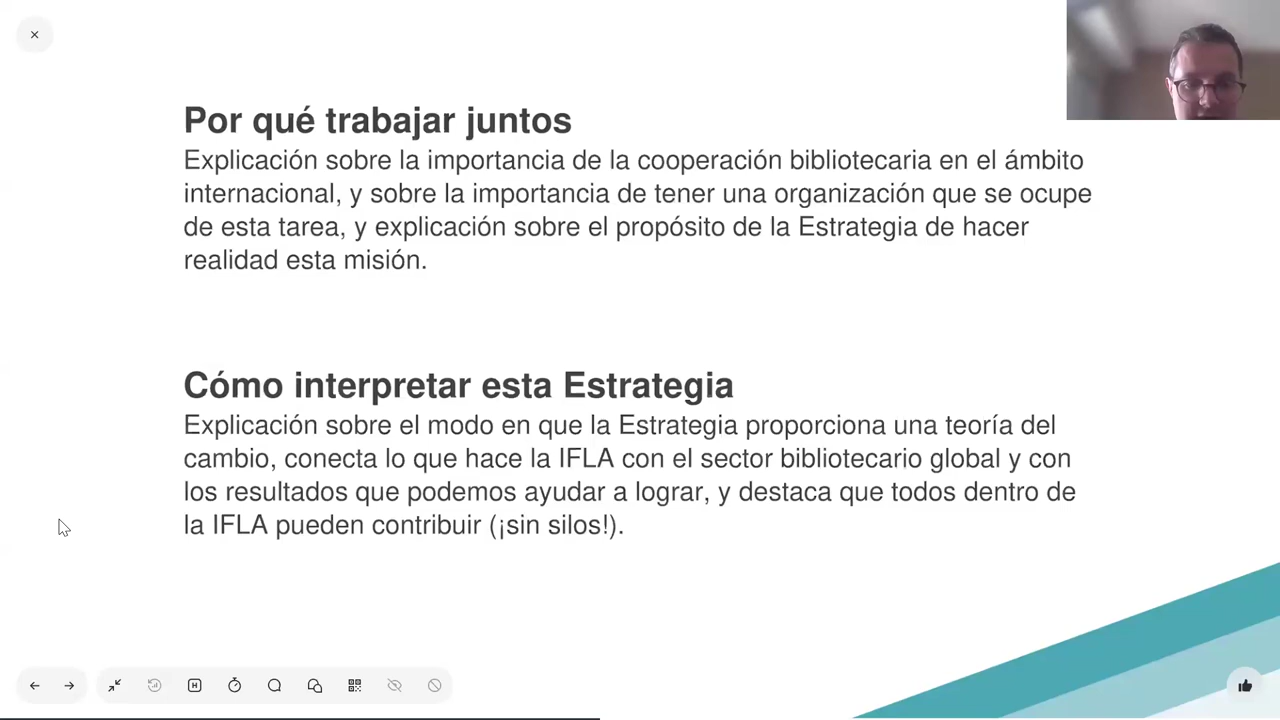 Por qué trabajar juntos
Explicación sobre la importancia de la cooperación bibliotecaria en el ámbito
internacional, y sobre la importancia de tener una organización que se ocupe
de esta tarea, y explicación sobre el propósito de la Estrategia de hacer
realidad esta misión.
Cómo interpretar esta Estrategia
Explicación sobre el modo en que la Estrategia proporciona una teoría del
cambio, conecta lo que hace la IFLA con el sector bibliotecario global y con
los resultados que podemos ayudar a lograr, y destaca que todos dentro de
la IFLA pueden contribuir (¡sin silos!).
H